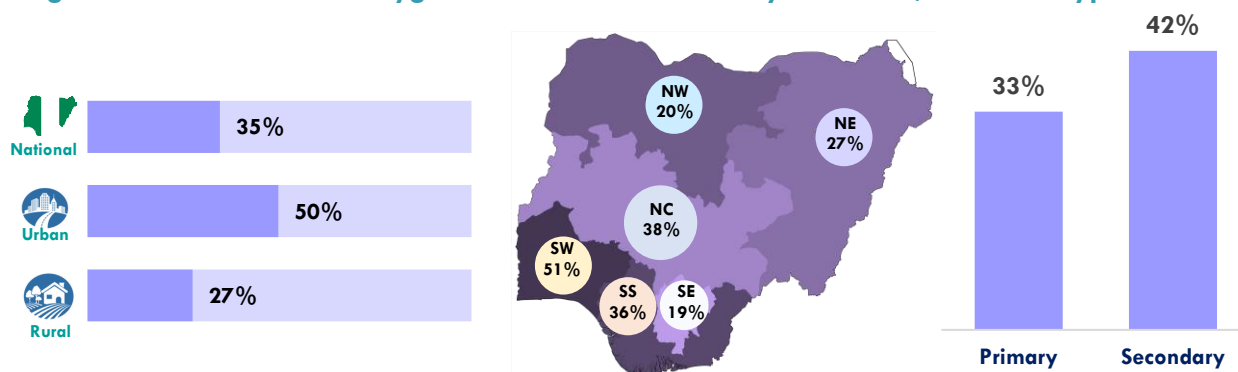 35%
National
50%
Urban
27%
Rural
NW
20%
NE
27%
NC
38%
SW
51%
SS
36%
SE
19%
33%
42%
Primary
Secondary